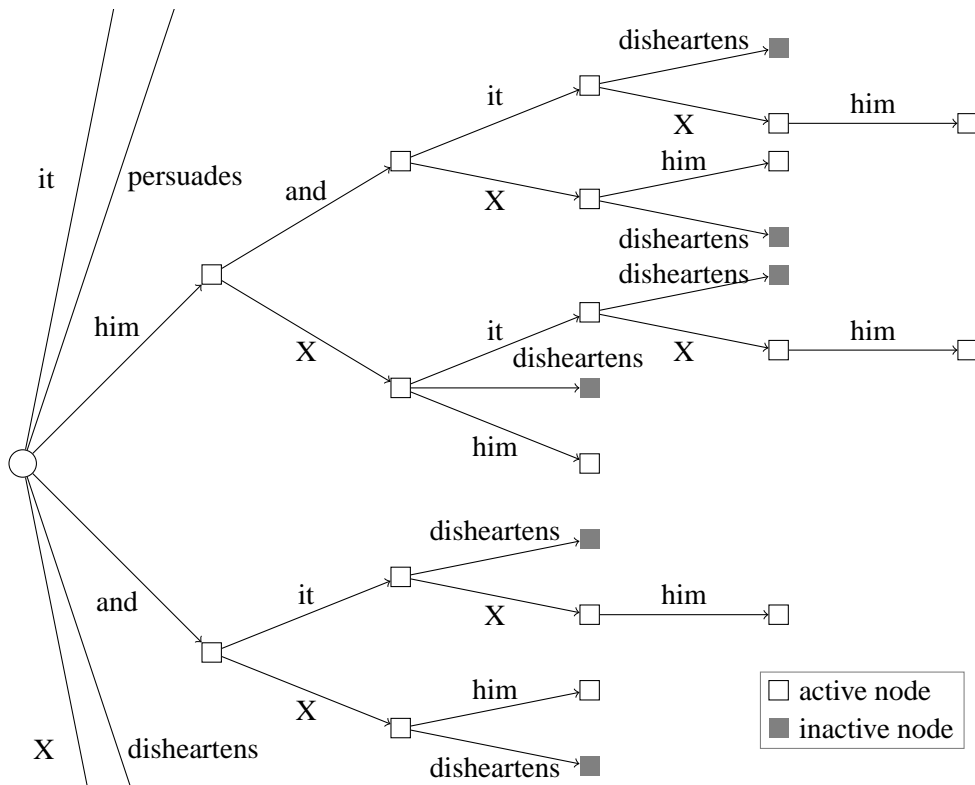 disheartens
it
X
him
him
it
persuades
and
X
disheartens
disheartens
him
it
X
him
X
disheartens
him
disheartens
and
it
X
him
X
him
active node
inactive node
X
disheartens
disheartens